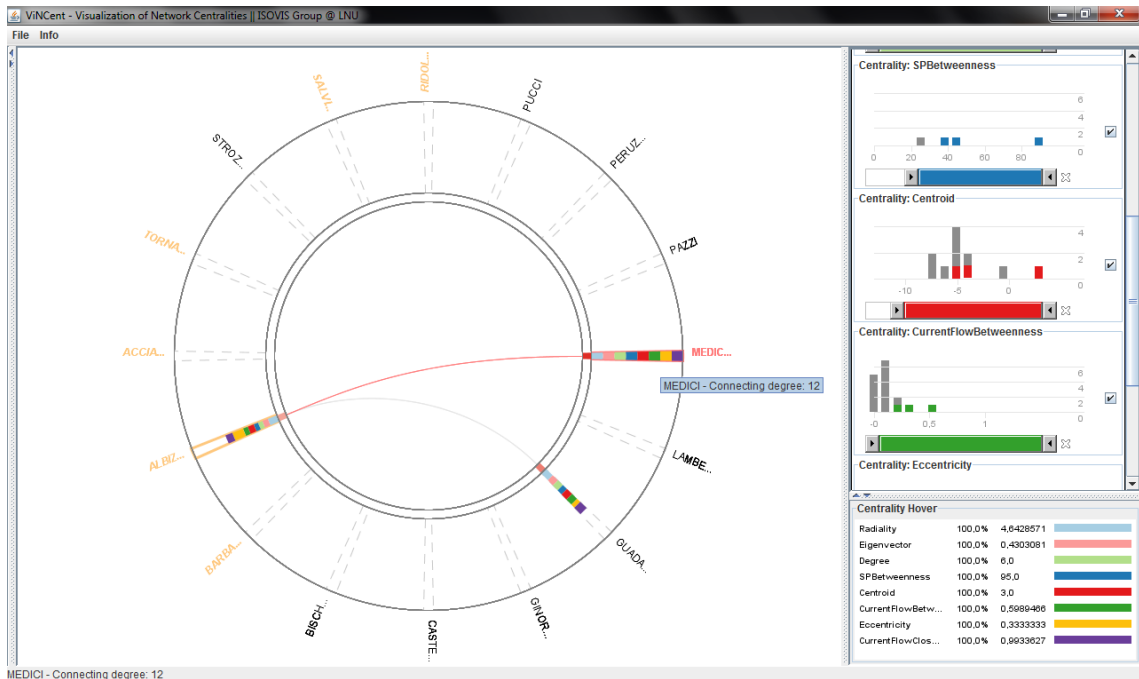 ViNCent - Visualization of Network Centralities || ISOVIS Group @ LNU
File Info
RIDOL...
SALVI...
PUCCI
STROZ...
PERUZ...
TORNA...
PAZZI
ACCIA...
MEDIC...
MEDICI - Connecting degree: 12
ALBIZ...
LAMBE...
BARBA...
GUADA...
BISCH...
CASTE...
GINOR...
Centrality: SPBetweenness
6
4
2
0
0 20 40 60 80
Centrality: Centroid
4
2
0
-10 -5 0
Centrality: CurrentFlowBetweenness
6
4
2
0
-0 0,5 1
Centrality: Eccentricity
Centrality Hover
Radiality 100,0% 4,6428571
Eigenvector 100,0% 0,4303081
Degree 100,0% 6,0
SPBetweenness 100,0% 95,0
Centroid 100,0% 3,0
CurrentFlowBetw... 100,0% 0,5989466
Eccentricity 100,0% 0,3333333
CurrentFlowClos... 100,0% 0,9933627
MEDICI - Connecting degree: 12